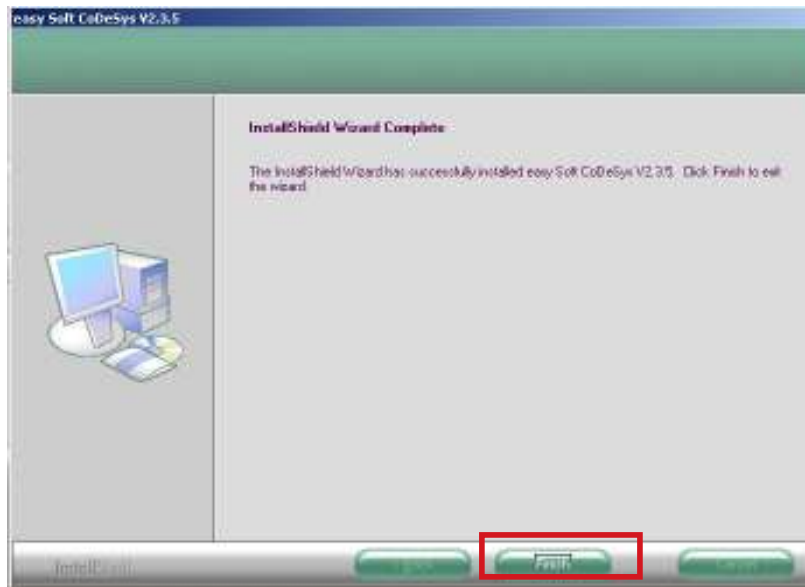 easy Soft CoDeSys V2.3.5
InstallShield Wizard Complete
The InstallShield Wizard has successfully installed easy Soft CoDeSys V2.3.5. Click Finish to exit
the wizard.
Finish